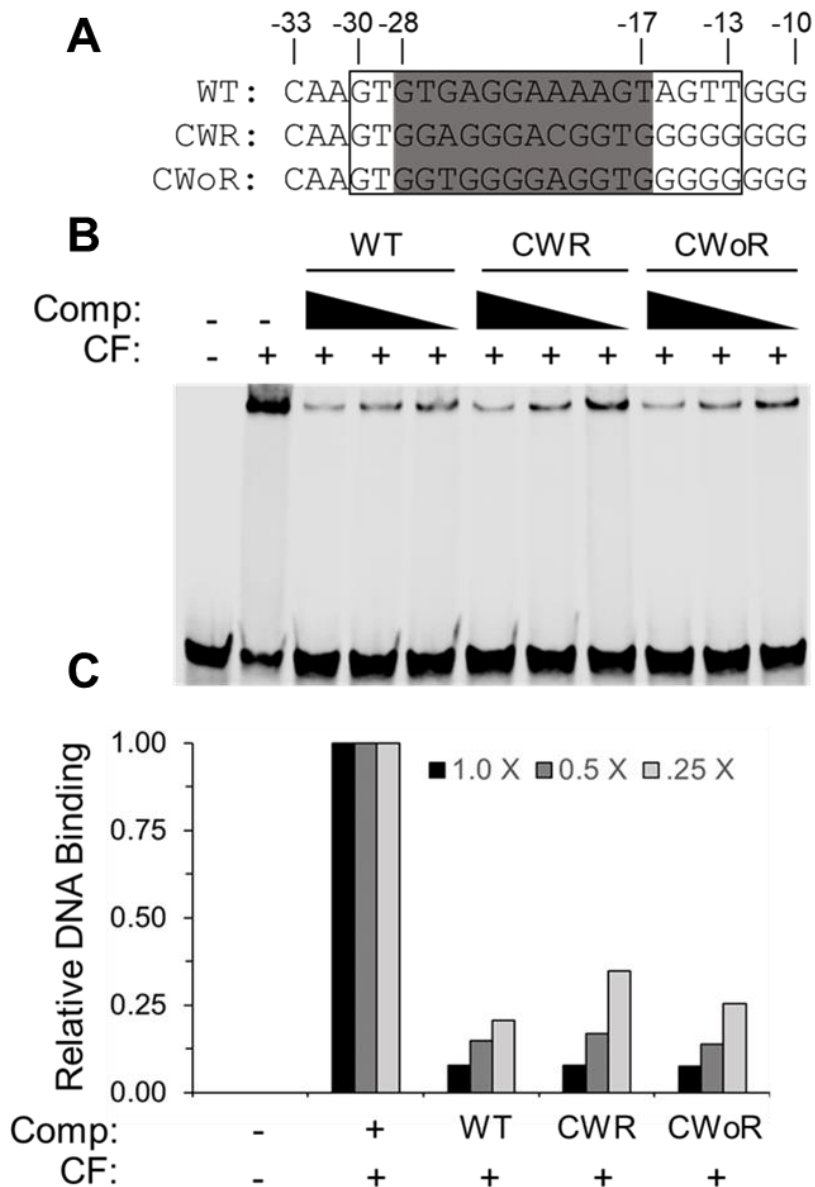 A
-33 -30 -28 -17 -13 -10
WT: CAAGTGTGAGGAAAAGTAGTTGGG
CWR: CAAGTGGAGGGACGGTGGGGGGGG
CWoR: CAAGTGGTGGGGAGGTGGGGGGGG
B
WT CWR CWoR
Comp: - -
CF: - + + + + + + + + + +
C
Relative DNA Binding
1.00
0.75
0.50
0.25
0.00
1.0 X 0.5 X .25 X
Comp: - + WT CWR CWoR
CF: - + + + +